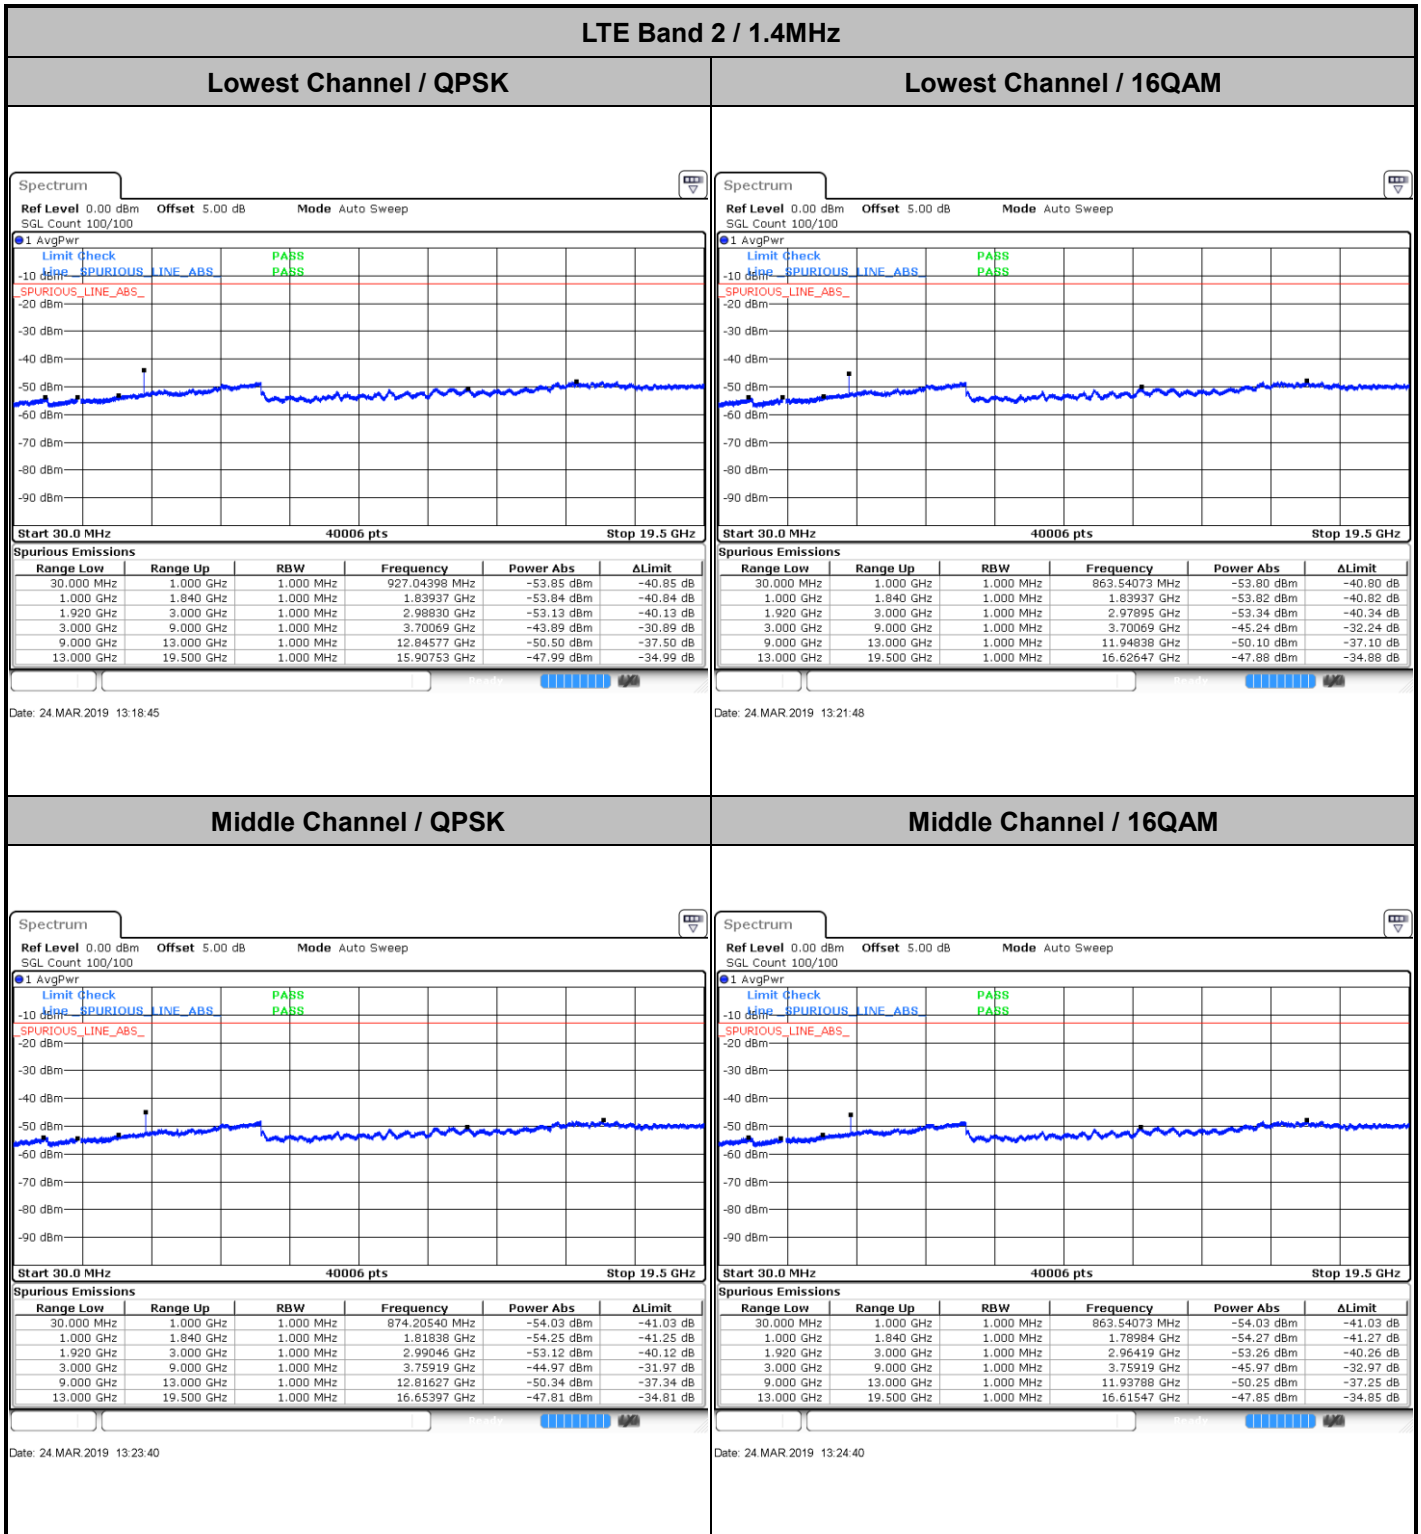 LTE Band 2 / 1.4MHz
Lowest Channel / QPSK
Lowest Channel / 16QAM
Spectrum
Ref Level 0.00 dBm Offset 5.00 dB Mode Auto Sweep
SGL Count 100/100
1 AvgPwr
Limit Check PASS
Line _SPURIOUS_LINE_ABS_ PASS
-10 dBm
_SPURIOUS_LINE_ABS_
-20 dBm
-30 dBm
-40 dBm
-50 dBm
-60 dBm
-70 dBm
-80 dBm
-90 dBm
Start 30.0 MHz 40006 pts Stop 19.5 GHz
Spurious Emissions
Range Low Range Up RBW Frequency Power Abs ΔLimit
30.000 MHz 1.000 GHz 1.000 MHz 927.04398 MHz -53.85 dBm -40.85 dB
1.000 GHz 1.840 GHz 1.000 MHz 1.83937 GHz -53.84 dBm -40.84 dB
1.920 GHz 3.000 GHz 1.000 MHz 2.98830 GHz -53.13 dBm -40.13 dB
3.000 GHz 9.000 GHz 1.000 MHz 3.70069 GHz -43.89 dBm -30.89 dB
9.000 GHz 13.000 GHz 1.000 MHz 12.84577 GHz -50.50 dBm -37.50 dB
13.000 GHz 19.500 GHz 1.000 MHz 15.90753 GHz -47.99 dBm -34.99 dB
Ready
Date: 24.MAR.2019 13:18:45
Spectrum
Ref Level 0.00 dBm Offset 5.00 dB Mode Auto Sweep
SGL Count 100/100
1 AvgPwr
Limit Check PASS
Line _SPURIOUS_LINE_ABS_ PASS
-10 dBm
_SPURIOUS_LINE_ABS_
-20 dBm
-30 dBm
-40 dBm
-50 dBm
-60 dBm
-70 dBm
-80 dBm
-90 dBm
Start 30.0 MHz 40006 pts Stop 19.5 GHz
Spurious Emissions
Range Low Range Up RBW Frequency Power Abs ΔLimit
30.000 MHz 1.000 GHz 1.000 MHz 863.54073 MHz -53.80 dBm -40.80 dB
1.000 GHz 1.840 GHz 1.000 MHz 1.83937 GHz -53.82 dBm -40.82 dB
1.920 GHz 3.000 GHz 1.000 MHz 2.97895 GHz -53.34 dBm -40.34 dB
3.000 GHz 9.000 GHz 1.000 MHz 3.70069 GHz -45.24 dBm -32.24 dB
9.000 GHz 13.000 GHz 1.000 MHz 11.94838 GHz -50.10 dBm -37.10 dB
13.000 GHz 19.500 GHz 1.000 MHz 16.62647 GHz -47.88 dBm -34.88 dB
Ready
Date: 24.MAR.2019 13:21:48
Middle Channel / QPSK
Middle Channel / 16QAM
Spectrum
Ref Level 0.00 dBm Offset 5.00 dB Mode Auto Sweep
SGL Count 100/100
1 AvgPwr
Limit Check PASS
Line _SPURIOUS_LINE_ABS_ PASS
-10 dBm
_SPURIOUS_LINE_ABS_
-20 dBm
-30 dBm
-40 dBm
-50 dBm
-60 dBm
-70 dBm
-80 dBm
-90 dBm
Start 30.0 MHz 40006 pts Stop 19.5 GHz
Spurious Emissions
Range Low Range Up RBW Frequency Power Abs ΔLimit
30.000 MHz 1.000 GHz 1.000 MHz 874.20540 MHz -54.03 dBm -41.03 dB
1.000 GHz 1.840 GHz 1.000 MHz 1.81838 GHz -54.25 dBm -41.25 dB
1.920 GHz 3.000 GHz 1.000 MHz 2.99046 GHz -53.12 dBm -40.12 dB
3.000 GHz 9.000 GHz 1.000 MHz 3.75919 GHz -44.97 dBm -31.97 dB
9.000 GHz 13.000 GHz 1.000 MHz 12.81627 GHz -50.34 dBm -37.34 dB
13.000 GHz 19.500 GHz 1.000 MHz 16.65397 GHz -47.81 dBm -34.81 dB
Ready
Date: 24.MAR.2019 13:23:40
Spectrum
Ref Level 0.00 dBm Offset 5.00 dB Mode Auto Sweep
SGL Count 100/100
1 AvgPwr
Limit Check PASS
Line _SPURIOUS_LINE_ABS_ PASS
-10 dBm
_SPURIOUS_LINE_ABS_
-20 dBm
-30 dBm
-40 dBm
-50 dBm
-60 dBm
-70 dBm
-80 dBm
-90 dBm
Start 30.0 MHz 40006 pts Stop 19.5 GHz
Spurious Emissions
Range Low Range Up RBW Frequency Power Abs ΔLimit
30.000 MHz 1.000 GHz 1.000 MHz 863.54073 MHz -54.03 dBm -41.03 dB
1.000 GHz 1.840 GHz 1.000 MHz 1.78984 GHz -54.27 dBm -41.27 dB
1.920 GHz 3.000 GHz 1.000 MHz 2.96419 GHz -53.26 dBm -40.26 dB
3.000 GHz 9.000 GHz 1.000 MHz 3.75919 GHz -45.97 dBm -32.97 dB
9.000 GHz 13.000 GHz 1.000 MHz 11.93788 GHz -50.25 dBm -37.25 dB
13.000 GHz 19.500 GHz 1.000 MHz 16.61547 GHz -47.85 dBm -34.85 dB
Ready
Date: 24.MAR.2019 13:24:40